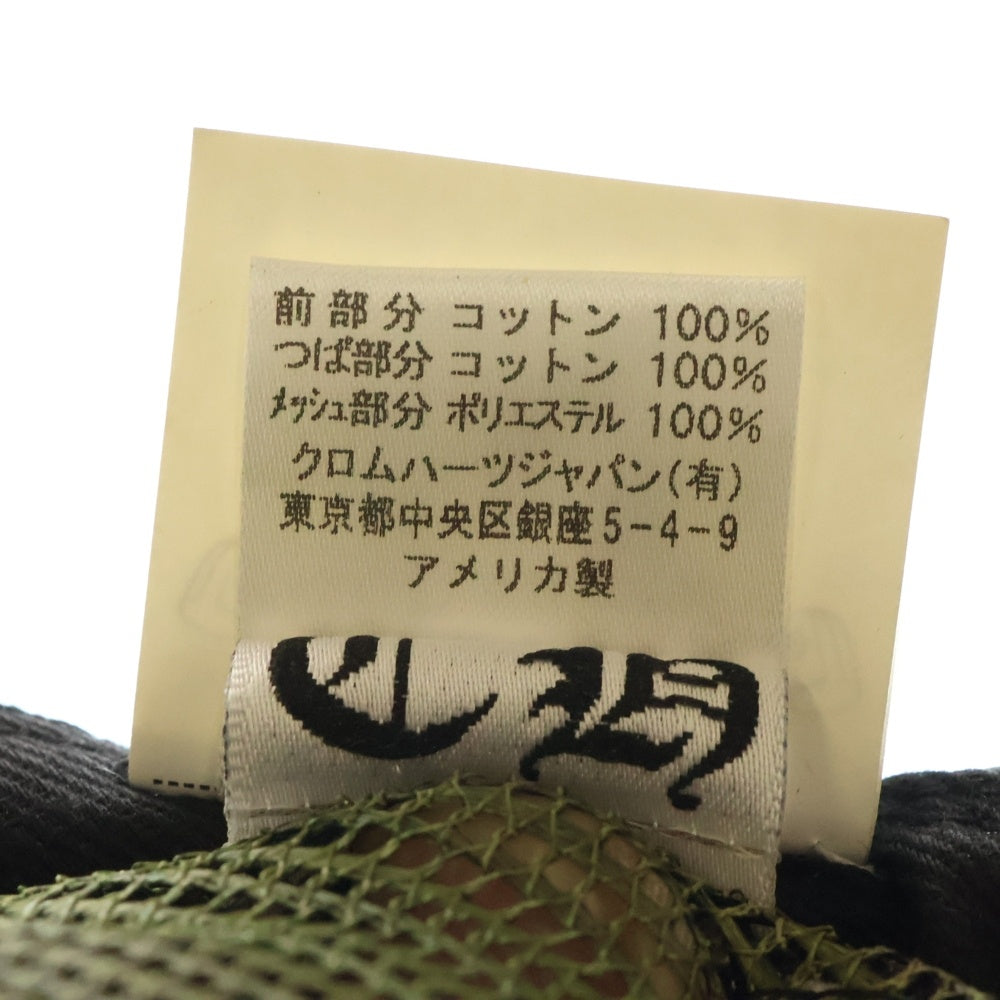 前部分 コットン 100%
つば部分 コットン 100%
メッシュ部分 ポリエステル 100%
クロムハーツジャパン(有)
東京都中央区銀座5-4-9
アメリカ製
CH